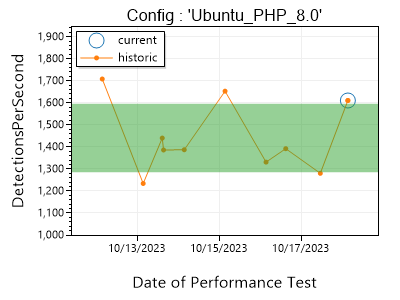 Config : 'Ubuntu_PHP_8.0'
current
historic
1,900
1,800
1,700
1,600
1,500
1,400
1,300
1,200
1,100
1,000
DetectionsPerSecond
10/13/2023 10/15/2023 10/17/2023
Date of Performance Test